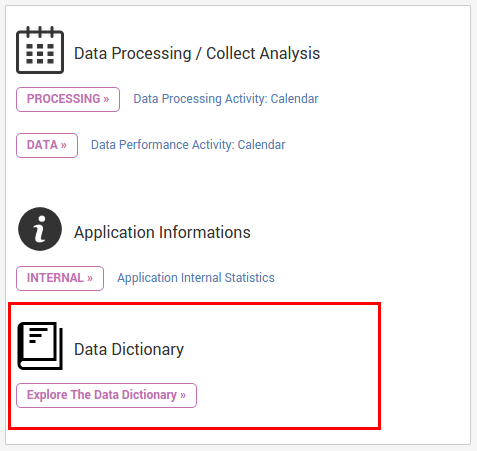 Data Processing / Collect Analysis
PROCESSING » Data Processing Activity: Calendar
DATA » Data Performance Activity: Calendar
Application Informations
INTERNAL » Application Internal Statistics
Data Dictionary
Explore The Data Dictionary »